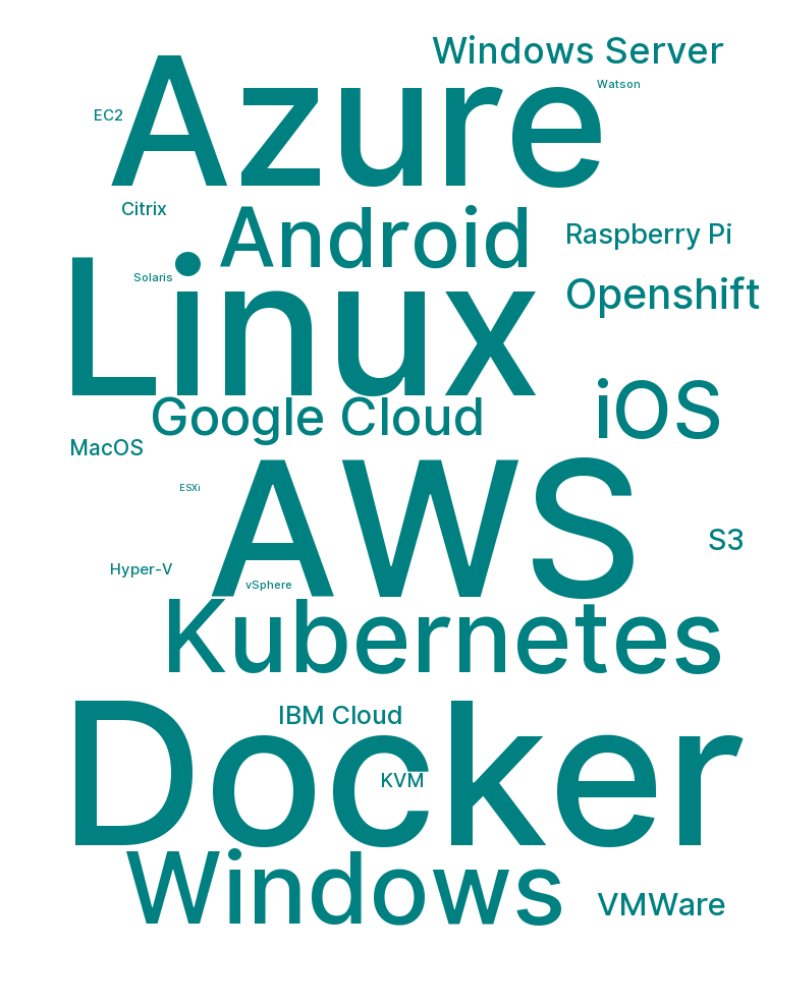 Windows Server
Watson
Azure
EC2
Citrix
Android
Raspberry Pi
Solaris
Linux
Openshift
Google Cloud
iOS
MacOS
ESXi
AWS
S3
Hyper-V
vSphere
Kubernetes
IBM Cloud
Docker
KVM
Windows
VMWare